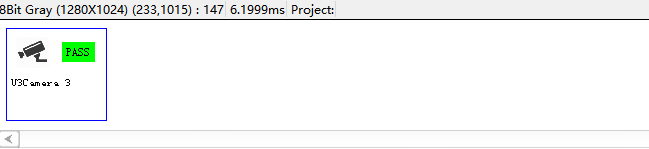 8Bit Gray (1280X1024) (233,1015) : 147 6.1999ms Project:
PASS
U3Camera 3